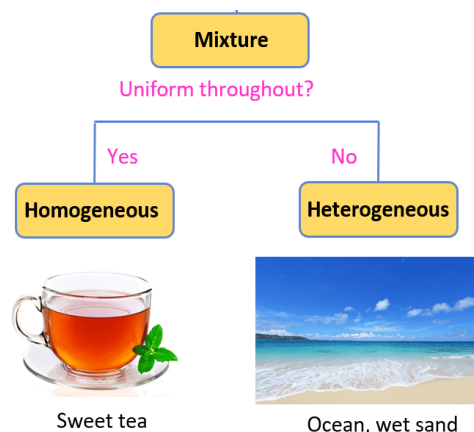 Mixture
Uniform throughout?
Yes
No
Homogeneous
Heterogeneous
Sweet tea
Ocean, wet sand